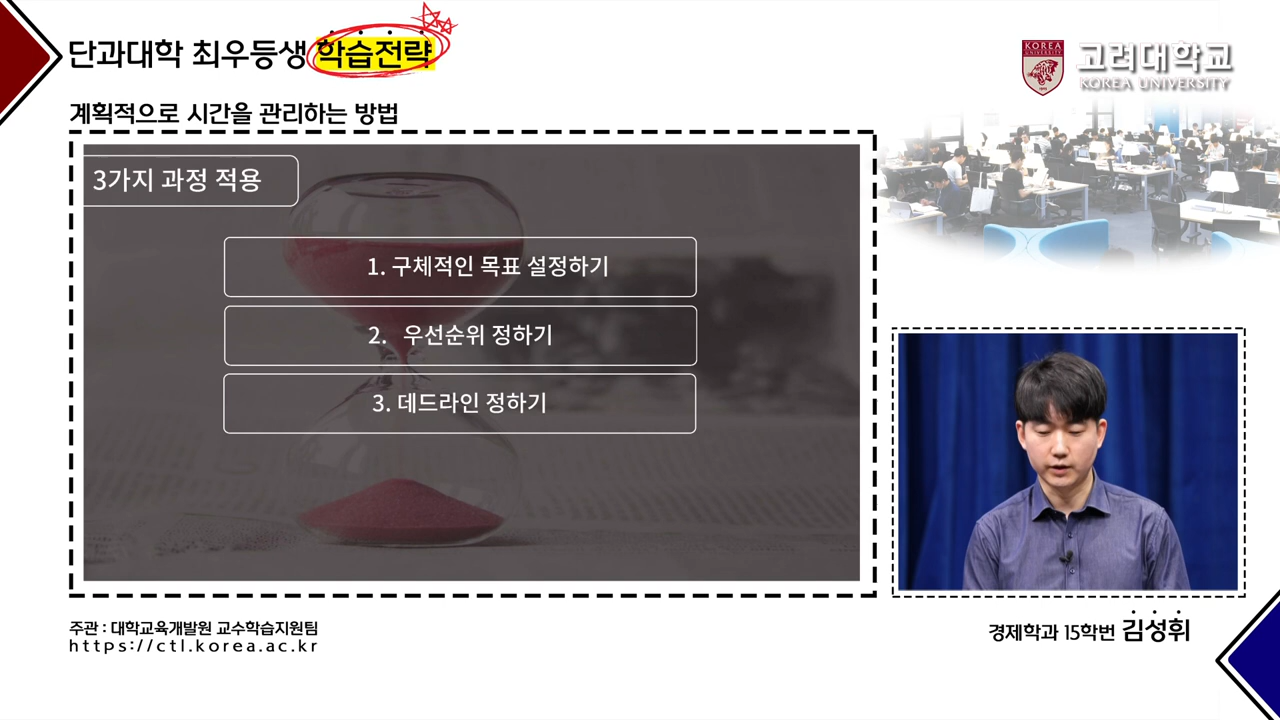 단과대학 최우등생 학습전략
KOREA
UNIVERSITY
고려대학교
KOREA UNIVERSITY
계획적으로 시간을 관리하는 방법
3가지 과정 적용
1. 구체적인 목표 설정하기
2. 우선순위 정하기
3. 데드라인 정하기
주관 : 대학교육개발원 교수학습지원팀
https://ctl.korea.ac.kr
경제학과 15학번 김성휘